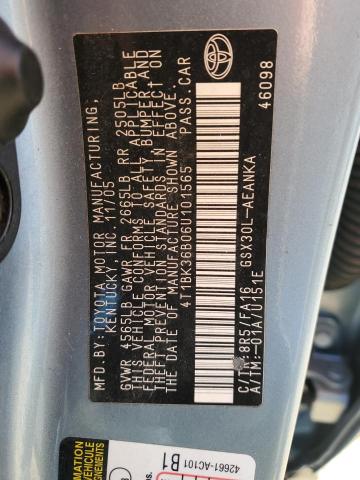 MFD.BY:TOYOTA MOTOR MANUFACTURING,
KENTUCKY, INC. 11/05
GVWR 4565LB GAWR FR 2665LB RR 2505LB
THIS VEHICLE CONFORMS TO ALL APPLICABLE
FEDERAL MOTOR VEHICLE SAFETY, BUMPER, AND
THEFT PREVENTION STANDARDS IN EFFECT ON
THE DATE OF MANUFACTURE SHOWN ABOVE.
4T1BK36B06U101565 PASS.CAR
C/TR:8R5/FA16 GSX30L-AEANKA
A/TM:-01A/U151E
46098
TOYOTA
42661-AC101
B1